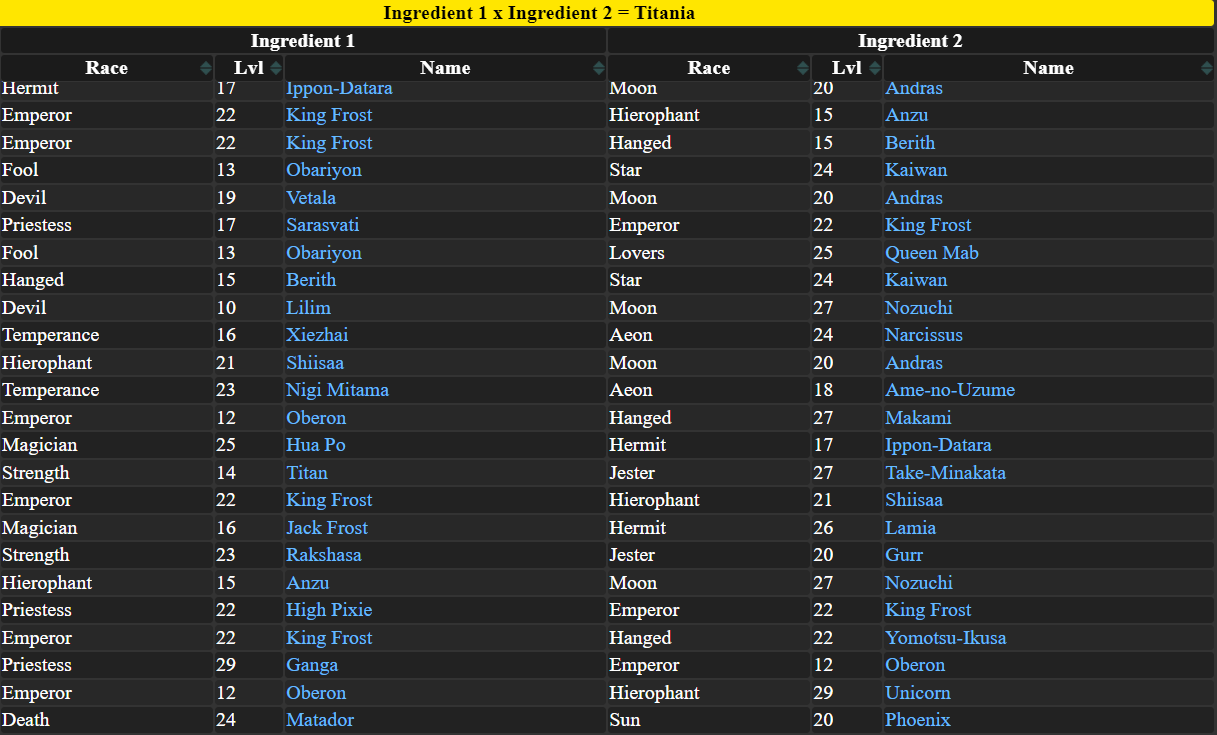 Ingredient 1 x Ingredient 2 = Titania
Ingredient 1 Ingredient 2
Race Lvl Name Race Lvl Name
Hermit 17 Ippon-Datara Moon 20 Andras
Emperor 22 King Frost Hierophant 15 Anzu
Emperor 22 King Frost Hanged 15 Berith
Fool 13 Obariyon Star 24 Kaiwan
Devil 19 Vetala Moon 20 Andras
Priestess 17 Sarasvati Emperor 22 King Frost
Fool 13 Obariyon Lovers 25 Queen Mab
Hanged 15 Berith Star 24 Kaiwan
Devil 10 Lilim Moon 27 Nozuchi
Temperance 16 Xiezhai Aeon 24 Narcissus
Hierophant 21 Shiisaa Moon 20 Andras
Temperance 23 Nigi Mitama Aeon 18 Ame-no-Uzume
Emperor 12 Oberon Hanged 27 Makami
Magician 25 Hua Po Hermit 17 Ippon-Datara
Strength 14 Titan Jester 27 Take-Minakata
Emperor 22 King Frost Hierophant 21 Shiisaa
Magician 16 Jack Frost Hermit 26 Lamia
Strength 23 Rakshasa Jester 20 Gurr
Hierophant 15 Anzu Moon 27 Nozuchi
Priestess 22 High Pixie Emperor 22 King Frost
Emperor 22 King Frost Hanged 22 Yomotsu-Ikusa
Priestess 29 Ganga Emperor 12 Oberon
Emperor 12 Oberon Hierophant 29 Unicorn
Death 24 Matador Sun 20 Phoenix